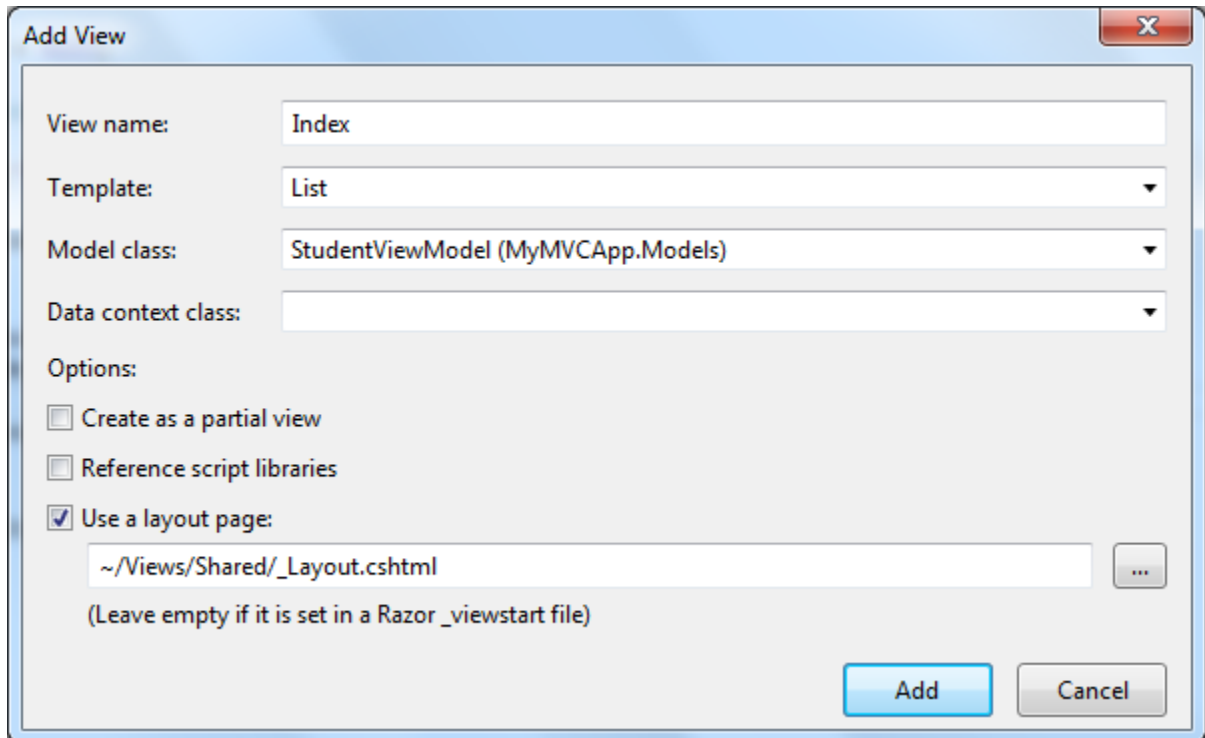 Add View
View name: Index
Template: List
Model class: StudentViewModel (MyMVCApp.Models)
Data context class:
Options:
Create as a partial view
Reference script libraries
Use a layout page:
~/Views/Shared/_Layout.cshtml ...
(Leave empty if it is set in a Razor _viewstart file)
Add Cancel